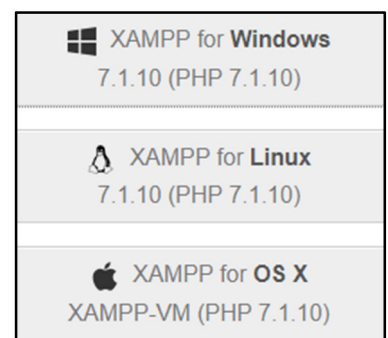 XAMPP for Windows
7.1.10 (PHP 7.1.10)
XAMPP for Linux
7.1.10 (PHP 7.1.10)
XAMPP for OS X
XAMPP-VM (PHP 7.1.10)